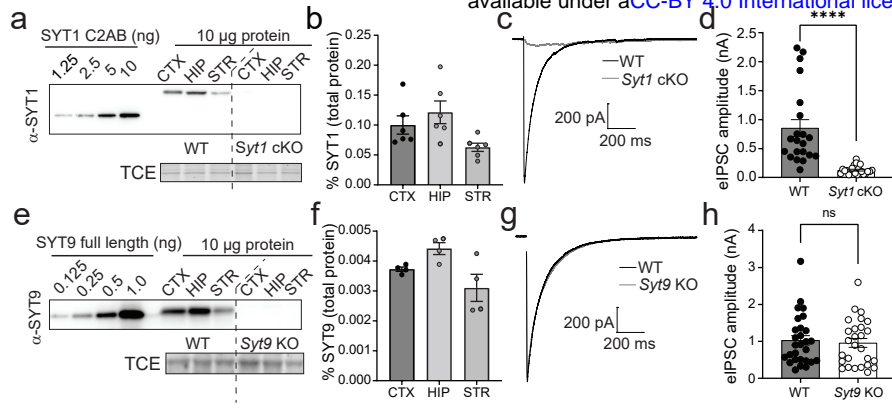 available under aCC-BY 4.0 International lice
a
SYT1 C2AB (ng)
10 µg protein
1.25 2.5 5 10 CTX HIP STR CTX HIP STR
α-SYT1
WT Syt1 cKO
TCE
b
% SYT1 (total protein)
0.25
0.20
0.15
0.10
0.05
0.00
CTX HIP STR
c
WT
Syt1 cKO
200 pA
200 ms
d
****
eIPSC amplitude (nA)
2.5
2.0
1.5
1.0
0.5
0.0
WT Syt1 cKO
e
SYT9 full length (ng)
10 µg protein
0.125 0.25 0.5 1.0 CTX HIP STR CTX HIP STR
α-SYT9
WT Syt9 KO
TCE
f
% SYT9 (total protein)
0.005
0.004
0.003
0.002
0.001
0.000
CTX HIP STR
g
WT
Syt9 KO
200 pA
200 ms
h
ns
eIPSC amplitude (nA)
4
3
2
1
0
WT Syt9 KO